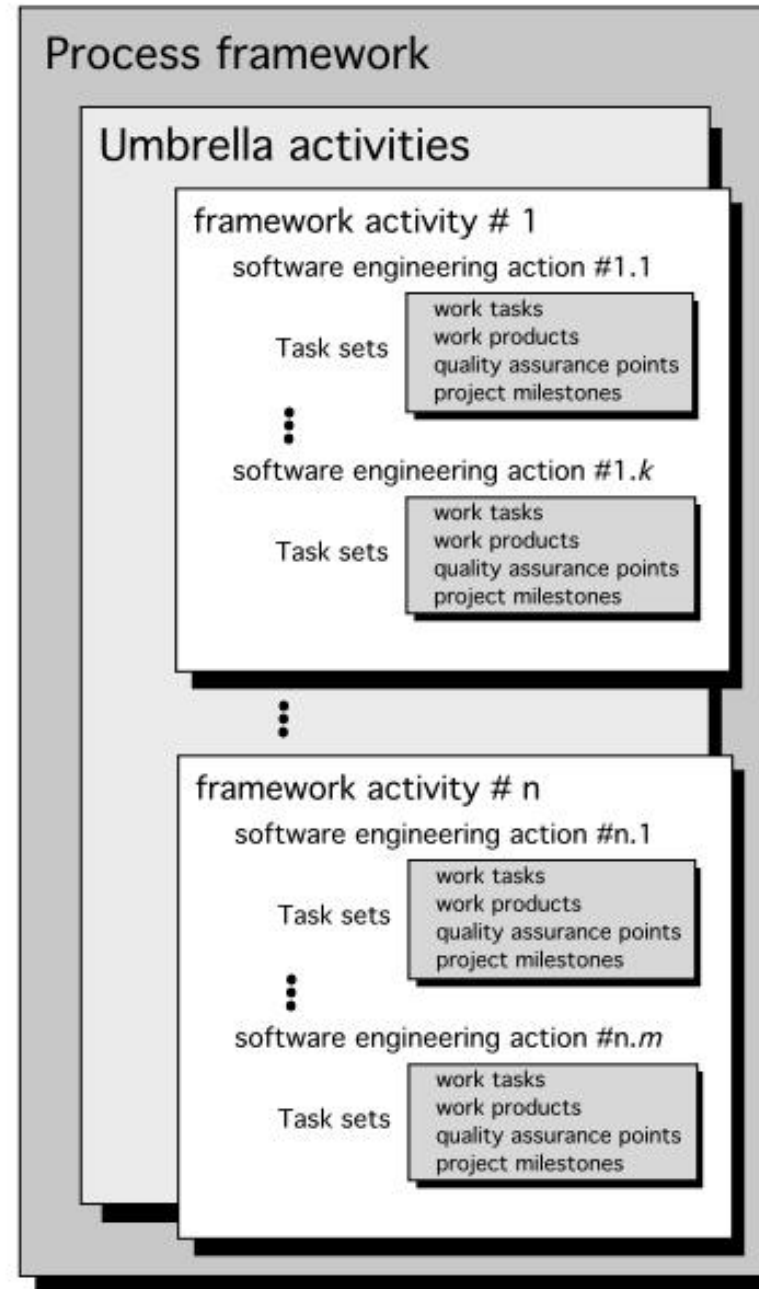 Process framework
Umbrella activities
framework activity # 1
software engineering action #1.1
Task sets
work tasks
work products
quality assurance points
project milestones
software engineering action #1.k
Task sets
work tasks
work products
quality assurance points
project milestones
framework activity # n
software engineering action #n.1
Task sets
work tasks
work products
quality assurance points
project milestones
software engineering action #n.m
Task sets
work tasks
work products
quality assurance points
project milestones